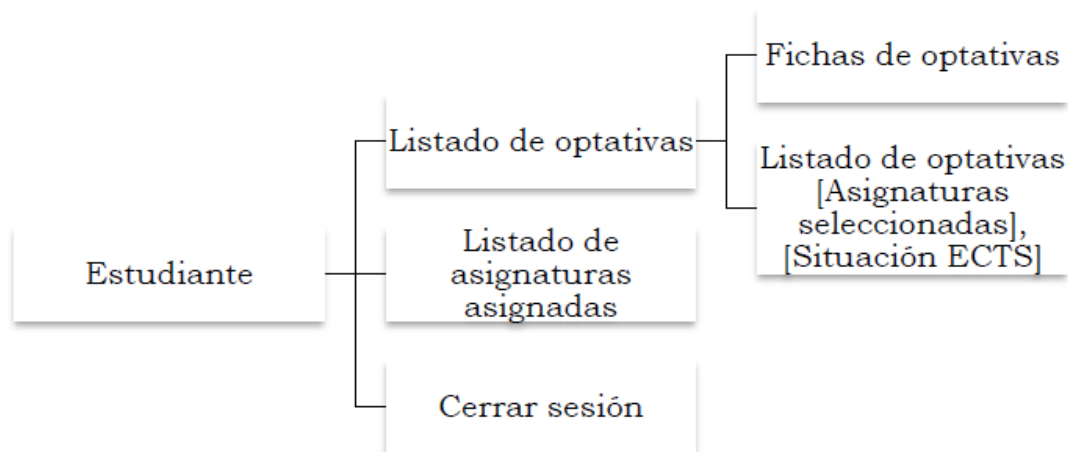 Estudiante
Listado de optativas
Listado de
asignaturas
asignadas
Cerrar sesión
Fichas de optativas
Listado de optativas
[Asignaturas
seleccionadas],
[Situación ECTS]